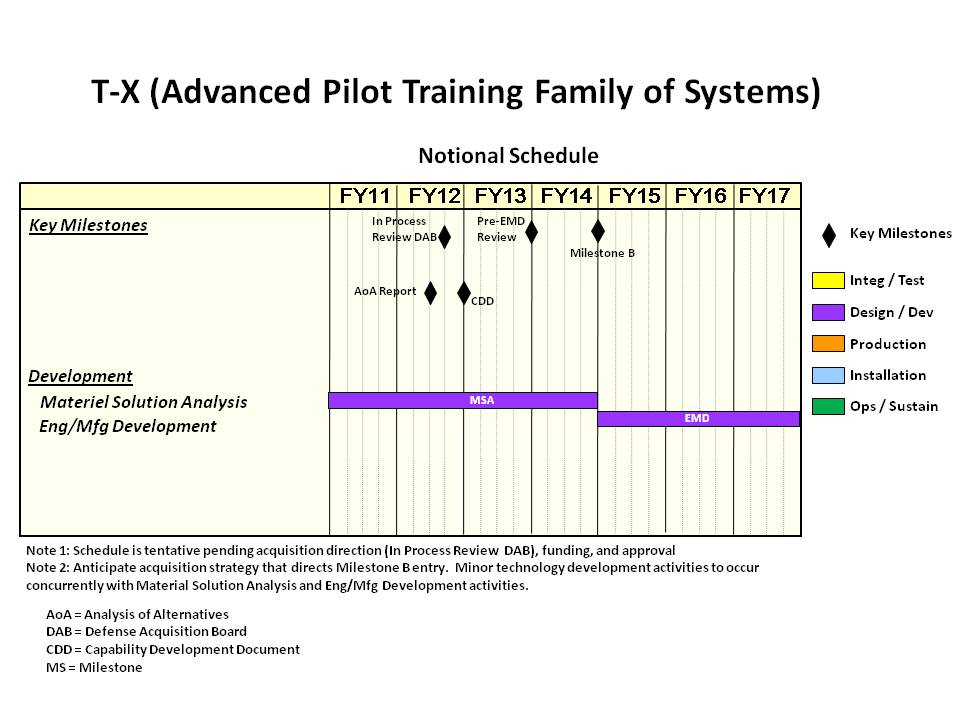 T-X (Advanced Pilot Training Family of Systems)
Notional Schedule
FY11 FY12 FY13 FY14 FY15 FY16 FY17
Key Milestones
In Process
Review DAB
Pre-EMD
Review
Milestone B
AoA Report
CDD
Development
Materiel Solution Analysis
MSA
Eng/Mfg Development
EMD
Key Milestones
Integ / Test
Design / Dev
Production
Installation
Ops / Sustain
Note 1: Schedule is tentative pending acquisition direction (In Process Review DAB), funding, and approval
Note 2: Anticipate acquisition strategy that directs Milestone B entry. Minor technology development activities to occur
concurrently with Material Solution Analysis and Eng/Mfg Development activities.
AoA = Analysis of Alternatives
DAB = Defense Acquisition Board
CDD = Capability Development Document
MS = Milestone